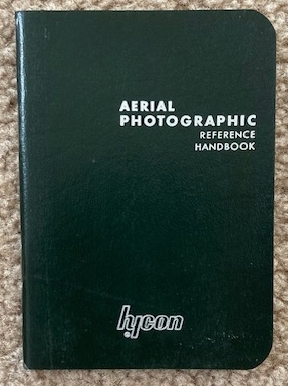 AERIAL
PHOTOGRAPHIC
REFERENCE
HANDBOOK
hycon